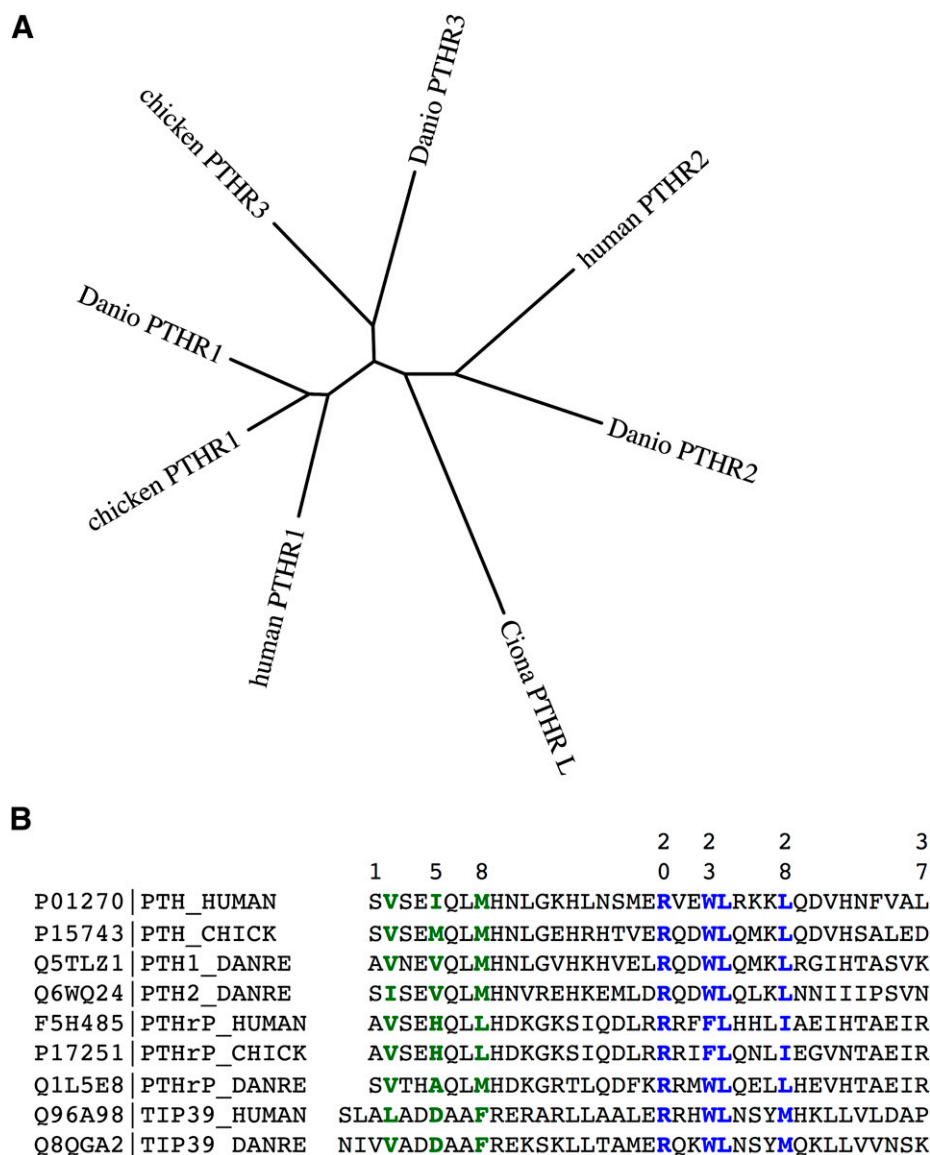 A
Danio PTHR3
chicken PTHR3
human PTHR2
Danio PTHR1
Danio PTHR2
chicken PTHR1
human PTHR1
Ciona PTHR L
B
2 2 2 3
1 5 8 0 3 8 7
P01270|PTH_HUMAN SVSEIQLMHNLGKHLNSMERVEWLRKKLQDVHNFVAL
P15743|PTH_CHICK SVSEMQLMHNLGEHRHTVERQDWLQMKLQDVHSALED
Q5TLZ1|PTH1_DANRE AVNEVQLMHNLGVHKHVELRQDWLQMKLRGIHTASVK
Q6WQ24|PTH2_DANRE SISEVQLMHNVREHKEMLDRQDWLQLKLNNIIIPSVN
F5H485|PTHrP_HUMAN AVSEHQLLHDKGKSIQDLRRRFFLHHLIAEIHTAEIR
P17251|PTHrP_CHICK AVSEHQLLHDKGKSIQDLRRRIFLQNLIEGVNTAEIR
Q1L5E8|PTHrP_DANRE SVTHAQLMHDKGRTLQDFKRRMWLQELLHEVHTAEIR
Q96A98|TIP39_HUMAN SLALADDAAFRERARLLAALERRHWLNSYMHKLLVLDAP
Q8QGA2|TIP39_DANRE NIVVADDAAFREKSKLLTAMERQKWLNSYMQKLLVVNSK